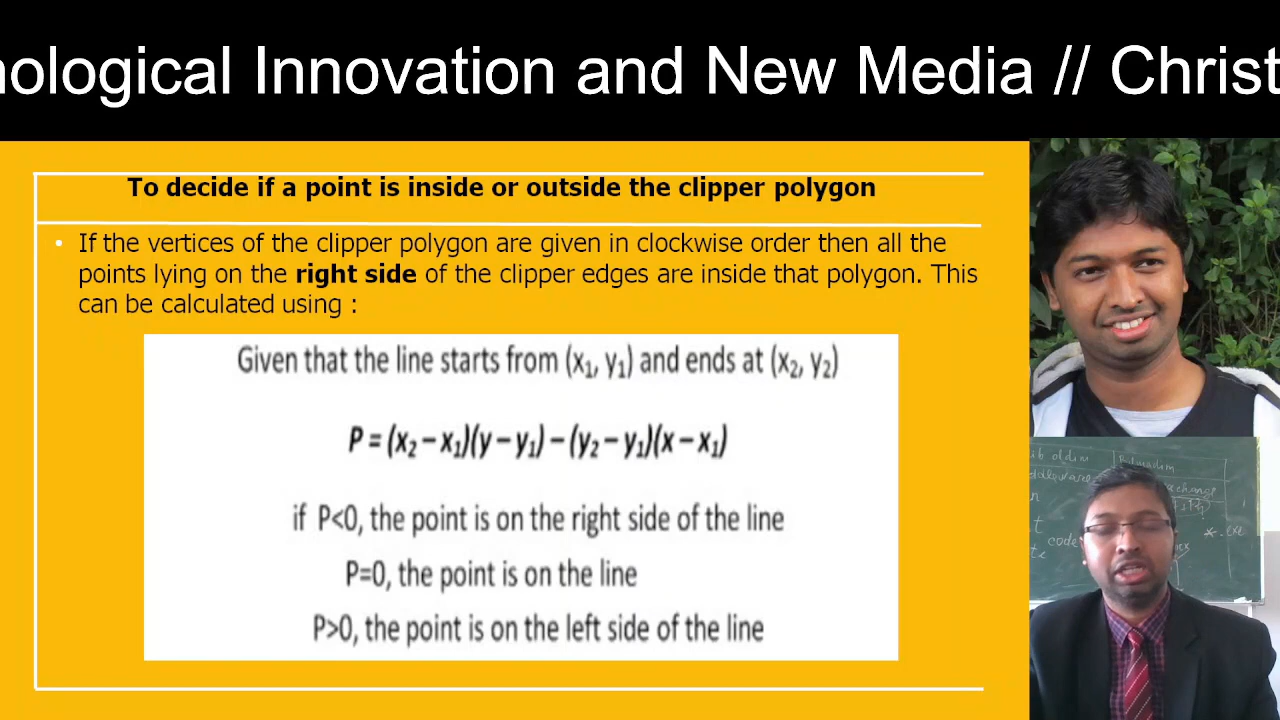 nological Innovation and New Media // Christ
To decide if a point is inside or outside the clipper polygon
• If the vertices of the clipper polygon are given in clockwise order then all the
points lying on the right side of the clipper edges are inside that polygon. This
can be calculated using :
Given that the line starts from (x₁, y₁) and ends at (x₂, y₂)
P = (x₂ – x₁)(y – y₁) – (y₂ – y₁)(x – x₁)
if P<0, the point is on the right side of the line
P=0, the point is on the line
P>0, the point is on the left side of the line
code